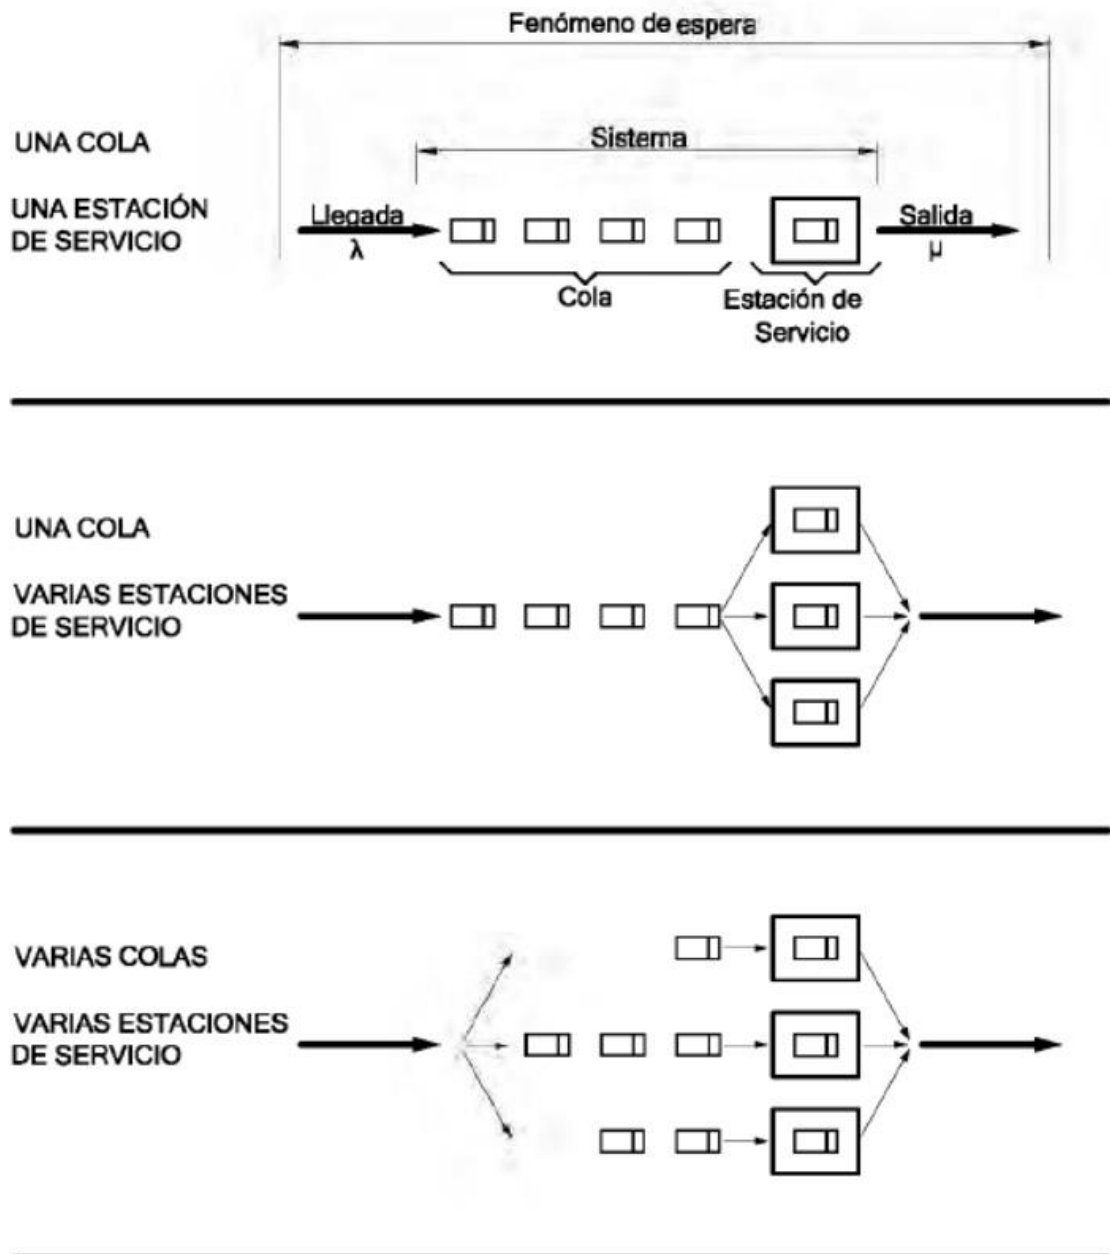 Fenómeno de espera
UNA COLA
Sistema
UNA ESTACIÓN
DE SERVICIO
Llegada
λ
Salida
μ
Cola
Estación de
Servicio
UNA COLA
VARIAS ESTACIONES
DE SERVICIO
VARIAS COLAS
VARIAS ESTACIONES
DE SERVICIO